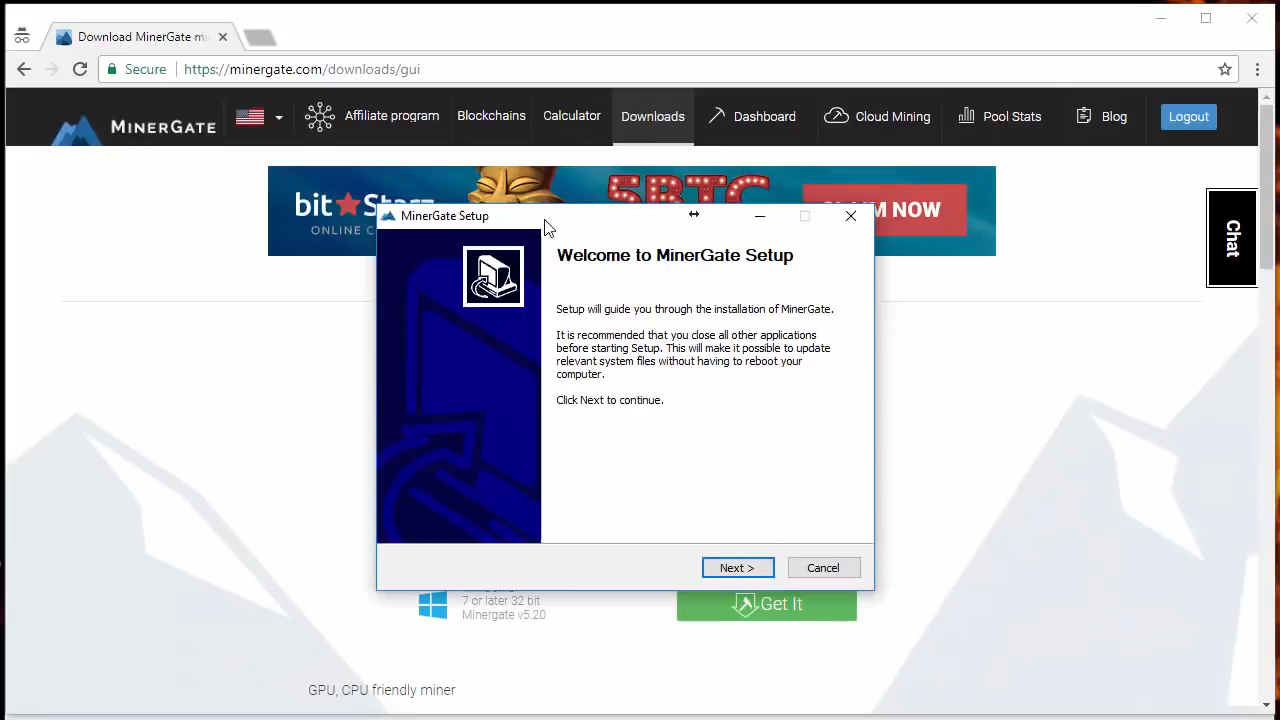 Download MinerGate mi
Secure
https://minergate.com/downloads/gui
MINERGATE
Affiliate program
Blockchains
Calculator
Downloads
Dashboard
Cloud Mining
Pool Stats
Blog
Logout
bit
ONLINE
5BTC
NOW
Chat
MinerGate Setup
Welcome to MinerGate Setup
Setup will guide you through the installation of MinerGate.
It is recommended that you close all other applications
before starting Setup. This will make it possible to update
relevant system files without having to reboot your
computer.
Click Next to continue.
Next >
Cancel
7 or later 32 bit
Minergate v5.20
Get It
GPU, CPU friendly miner